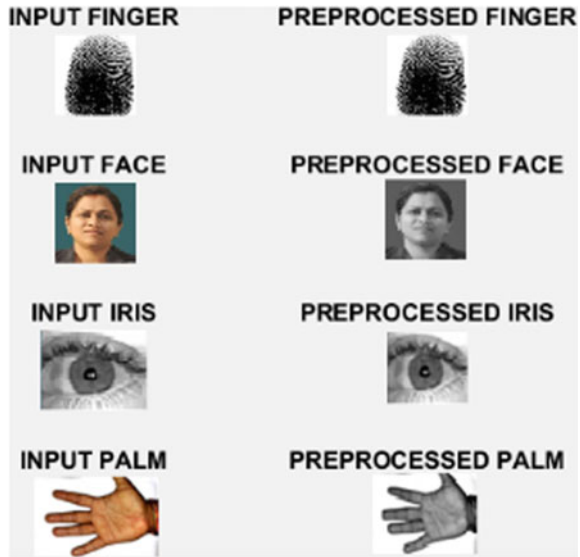 INPUT FINGER PREPROCESSED FINGER
INPUT FACE PREPROCESSED FACE
INPUT IRIS PREPROCESSED IRIS
INPUT PALM PREPROCESSED PALM